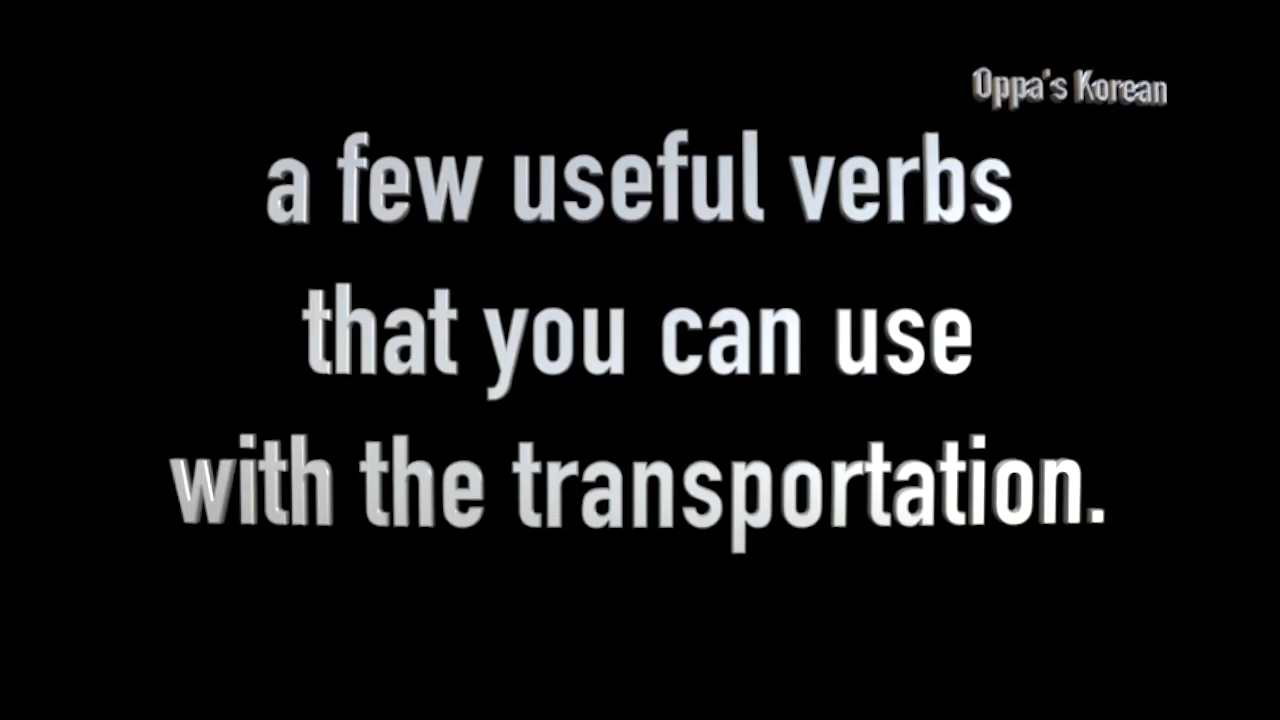 Oppa's Korean
a few useful verbs
that you can use
with the transportation.